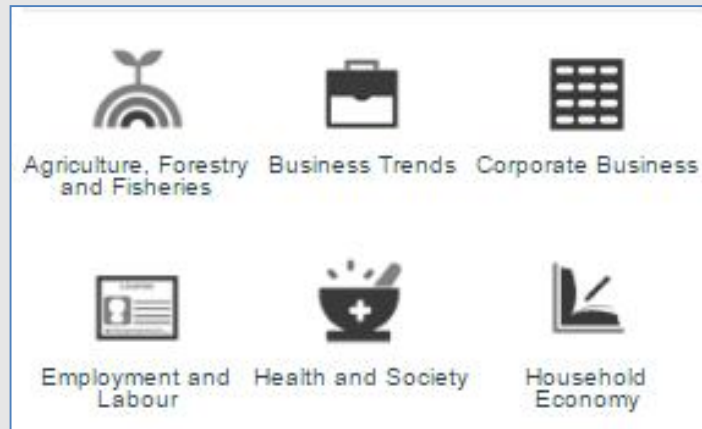 Agriculture, Forestry
and Fisheries
Business Trends
Corporate Business
Employment and
Labour
Health and Society
Household
Economy